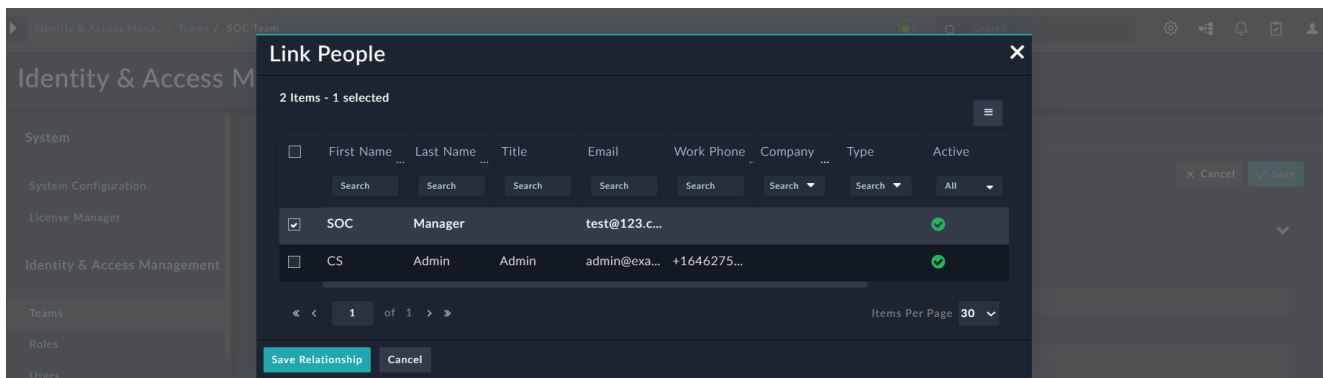 Identity & Access Mana... / Teams / SOC Team
Search
Identity & Access M
System
System Configuration
License Manager
Identity & Access Management
Teams
Roles
Users
Cancel
Save
Link People
2 Items - 1 selected
First Name ... Last Name ... Title Email Work Phone .. Company ... Type Active
Search Search Search Search Search Search Search All
SOC Manager test@123.c...
CS Admin Admin admin@exa... +1646275...
« < 1 of 1 > » Items Per Page 30
Save Relationship Cancel